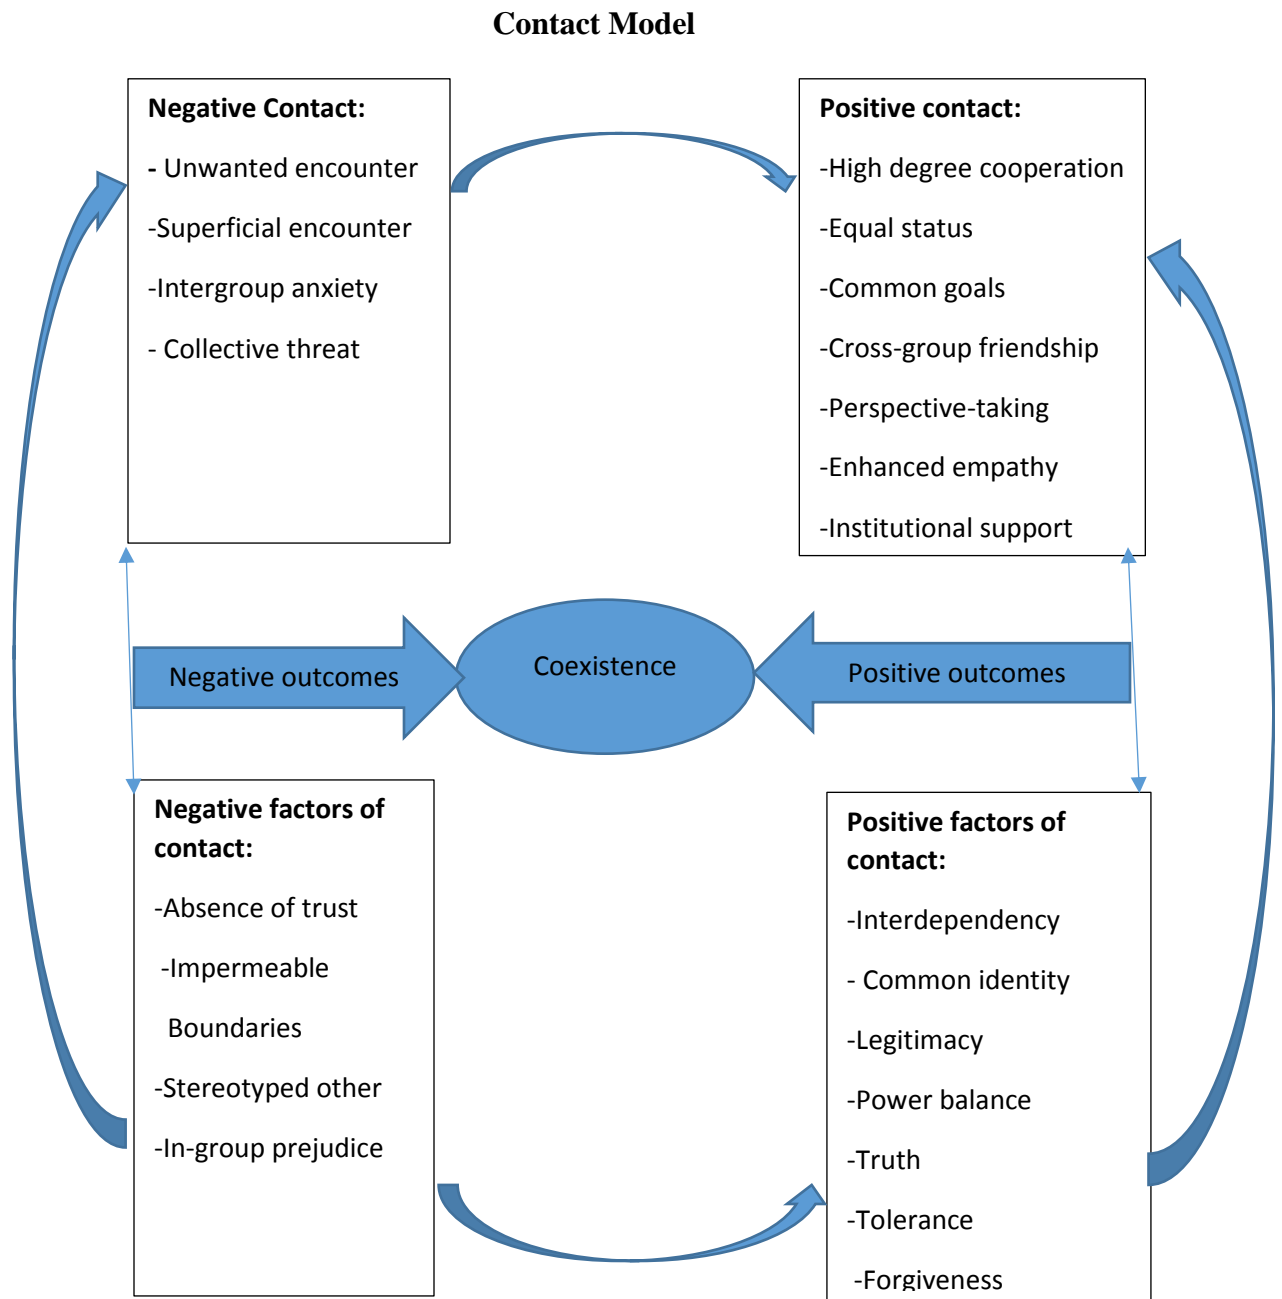 Contact Model
Negative Contact:
- Unwanted encounter
-Superficial encounter
-Intergroup anxiety
- Collective threat
Positive contact:
-High degree cooperation
-Equal status
-Common goals
-Cross-group friendship
-Perspective-taking
-Enhanced empathy
-Institutional support
Negative outcomes
Coexistence
Positive outcomes
Negative factors of
contact:
-Absence of trust
-Impermeable
Boundaries
-Stereotyped other
-In-group prejudice
Positive factors of
contact:
-Interdependency
- Common identity
-Legitimacy
-Power balance
-Truth
-Tolerance
-Forgiveness